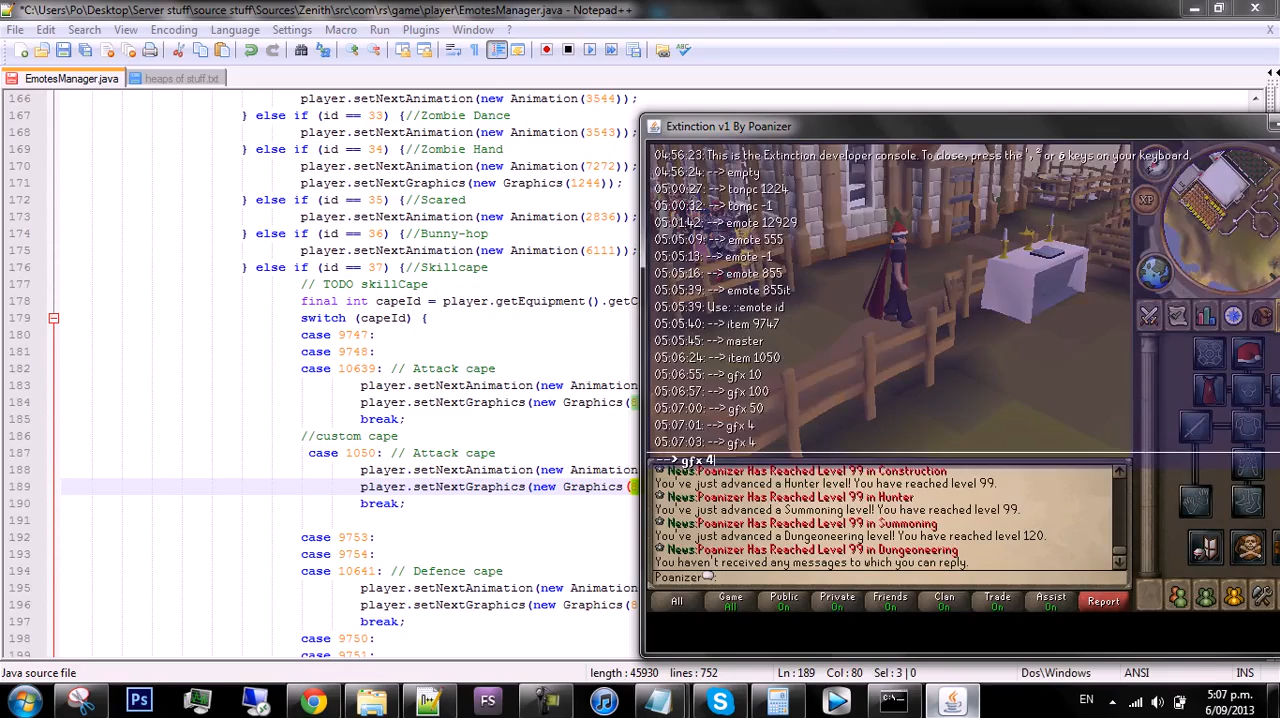 *C:\Users\Po\Desktop\Server stuff\source stuff\Sources\Zenith\src\com\rs\game\player\EmotesManager.java - Notepad++
File Edit Search View Encoding Language Settings Macro Run Plugins Window ?
X
EmotesManager.java heaps of stuff.txt
166 player.setNextAnimation(new Animation(3544));
167 } else if (id == 33) {//Zombie Dance
168 player.setNextAnimation(new Animation(3543));
169 } else if (id == 34) {//Zombie Hand
170 player.setNextAnimation(new Animation(7272));
171 player.setNextGraphics(new Graphics(1244));
172 } else if (id == 35) {//Scared
173 player.setNextAnimation(new Animation(2836));
174 } else if (id == 36) {//Bunny-hop
175 player.setNextAnimation(new Animation(6111));
176 } else if (id == 37) {//Skillcape
177 // TODO skillCape
178 final int capeId = player.getEquipment().getC
179 switch (capeId) {
180 case 9747:
181 case 9748:
182 case 10639: // Attack cape
183 player.setNextAnimation(new Animation
184 player.setNextGraphics(new Graphics(8
185 break;
186 //custom cape
187 case 1050: // Attack cape
188 player.setNextAnimation(new Animation
189 player.setNextGraphics(new Graphics(
190 break;
191
192 case 9753:
193 case 9754:
194 case 10641: // Defence cape
195 player.setNextAnimation(new Animation
196 player.setNextGraphics(new Graphics(8
197 break;
198 case 9750:
199 case 9751:
Extinction v1 By Poanizer
04:56:23: This is the Extinction developer console. To close, press the `, ² or § keys on your keyboard.
04:56:24: --> empty
05:00:27: --> tonpc 1224
05:00:32: --> tonpc -1
05:01:42: --> emote 12929
05:05:09: --> emote 555
05:05:13: --> emote -1
05:05:16: --> emote 855
05:05:39: --> emote 855it
05:05:39: Use: ::emote id
05:05:40: --> item 9747
05:05:45: --> master
05:06:24: --> item 1050
05:06:55: --> gfx 10
05:06:57: --> gfx 100
05:07:00: --> gfx 50
05:07:01: --> gfx 4
05:07:03: --> gfx 4
--> gfx 4
XP
News: Poanizer Has Reached Level 99 in Construction
You've just advanced a Hunter level! You have reached level 99.
News: Poanizer Has Reached Level 99 in Hunter
You've just advanced a Summoning level! You have reached level 99.
News: Poanizer Has Reached Level 99 in Summoning
You've just advanced a Dungeoneering level! You have reached level 120.
News: Poanizer Has Reached Level 99 in Dungeoneering
You haven't received any messages to which you can reply.
Poanizer:
All Game All Public On Private On Friends On Clan On Trade On Assist On Report
Java source file length : 45930 lines : 752 Ln : 189 Col : 80 Sel : 3 | 0 Dos\Windows ANSI INS
Ps FS EN 5:07 p.m.
6/09/2013